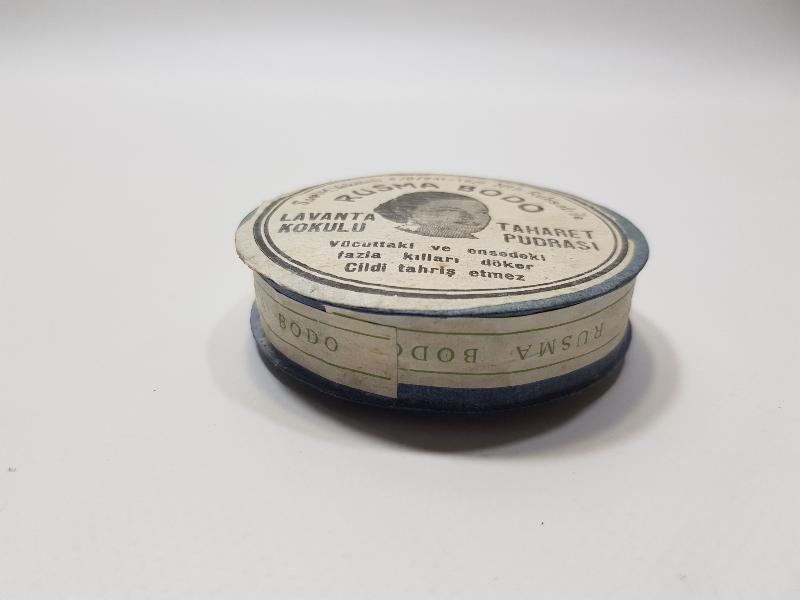 RUSMA BODO
LAVANTA
KOKULU
TAHARET
PUDRASI
Vücuttaki ve ensedeki
fazla kılları döker
Cildi tahriş etmez
BODO
BODO
RUSMA